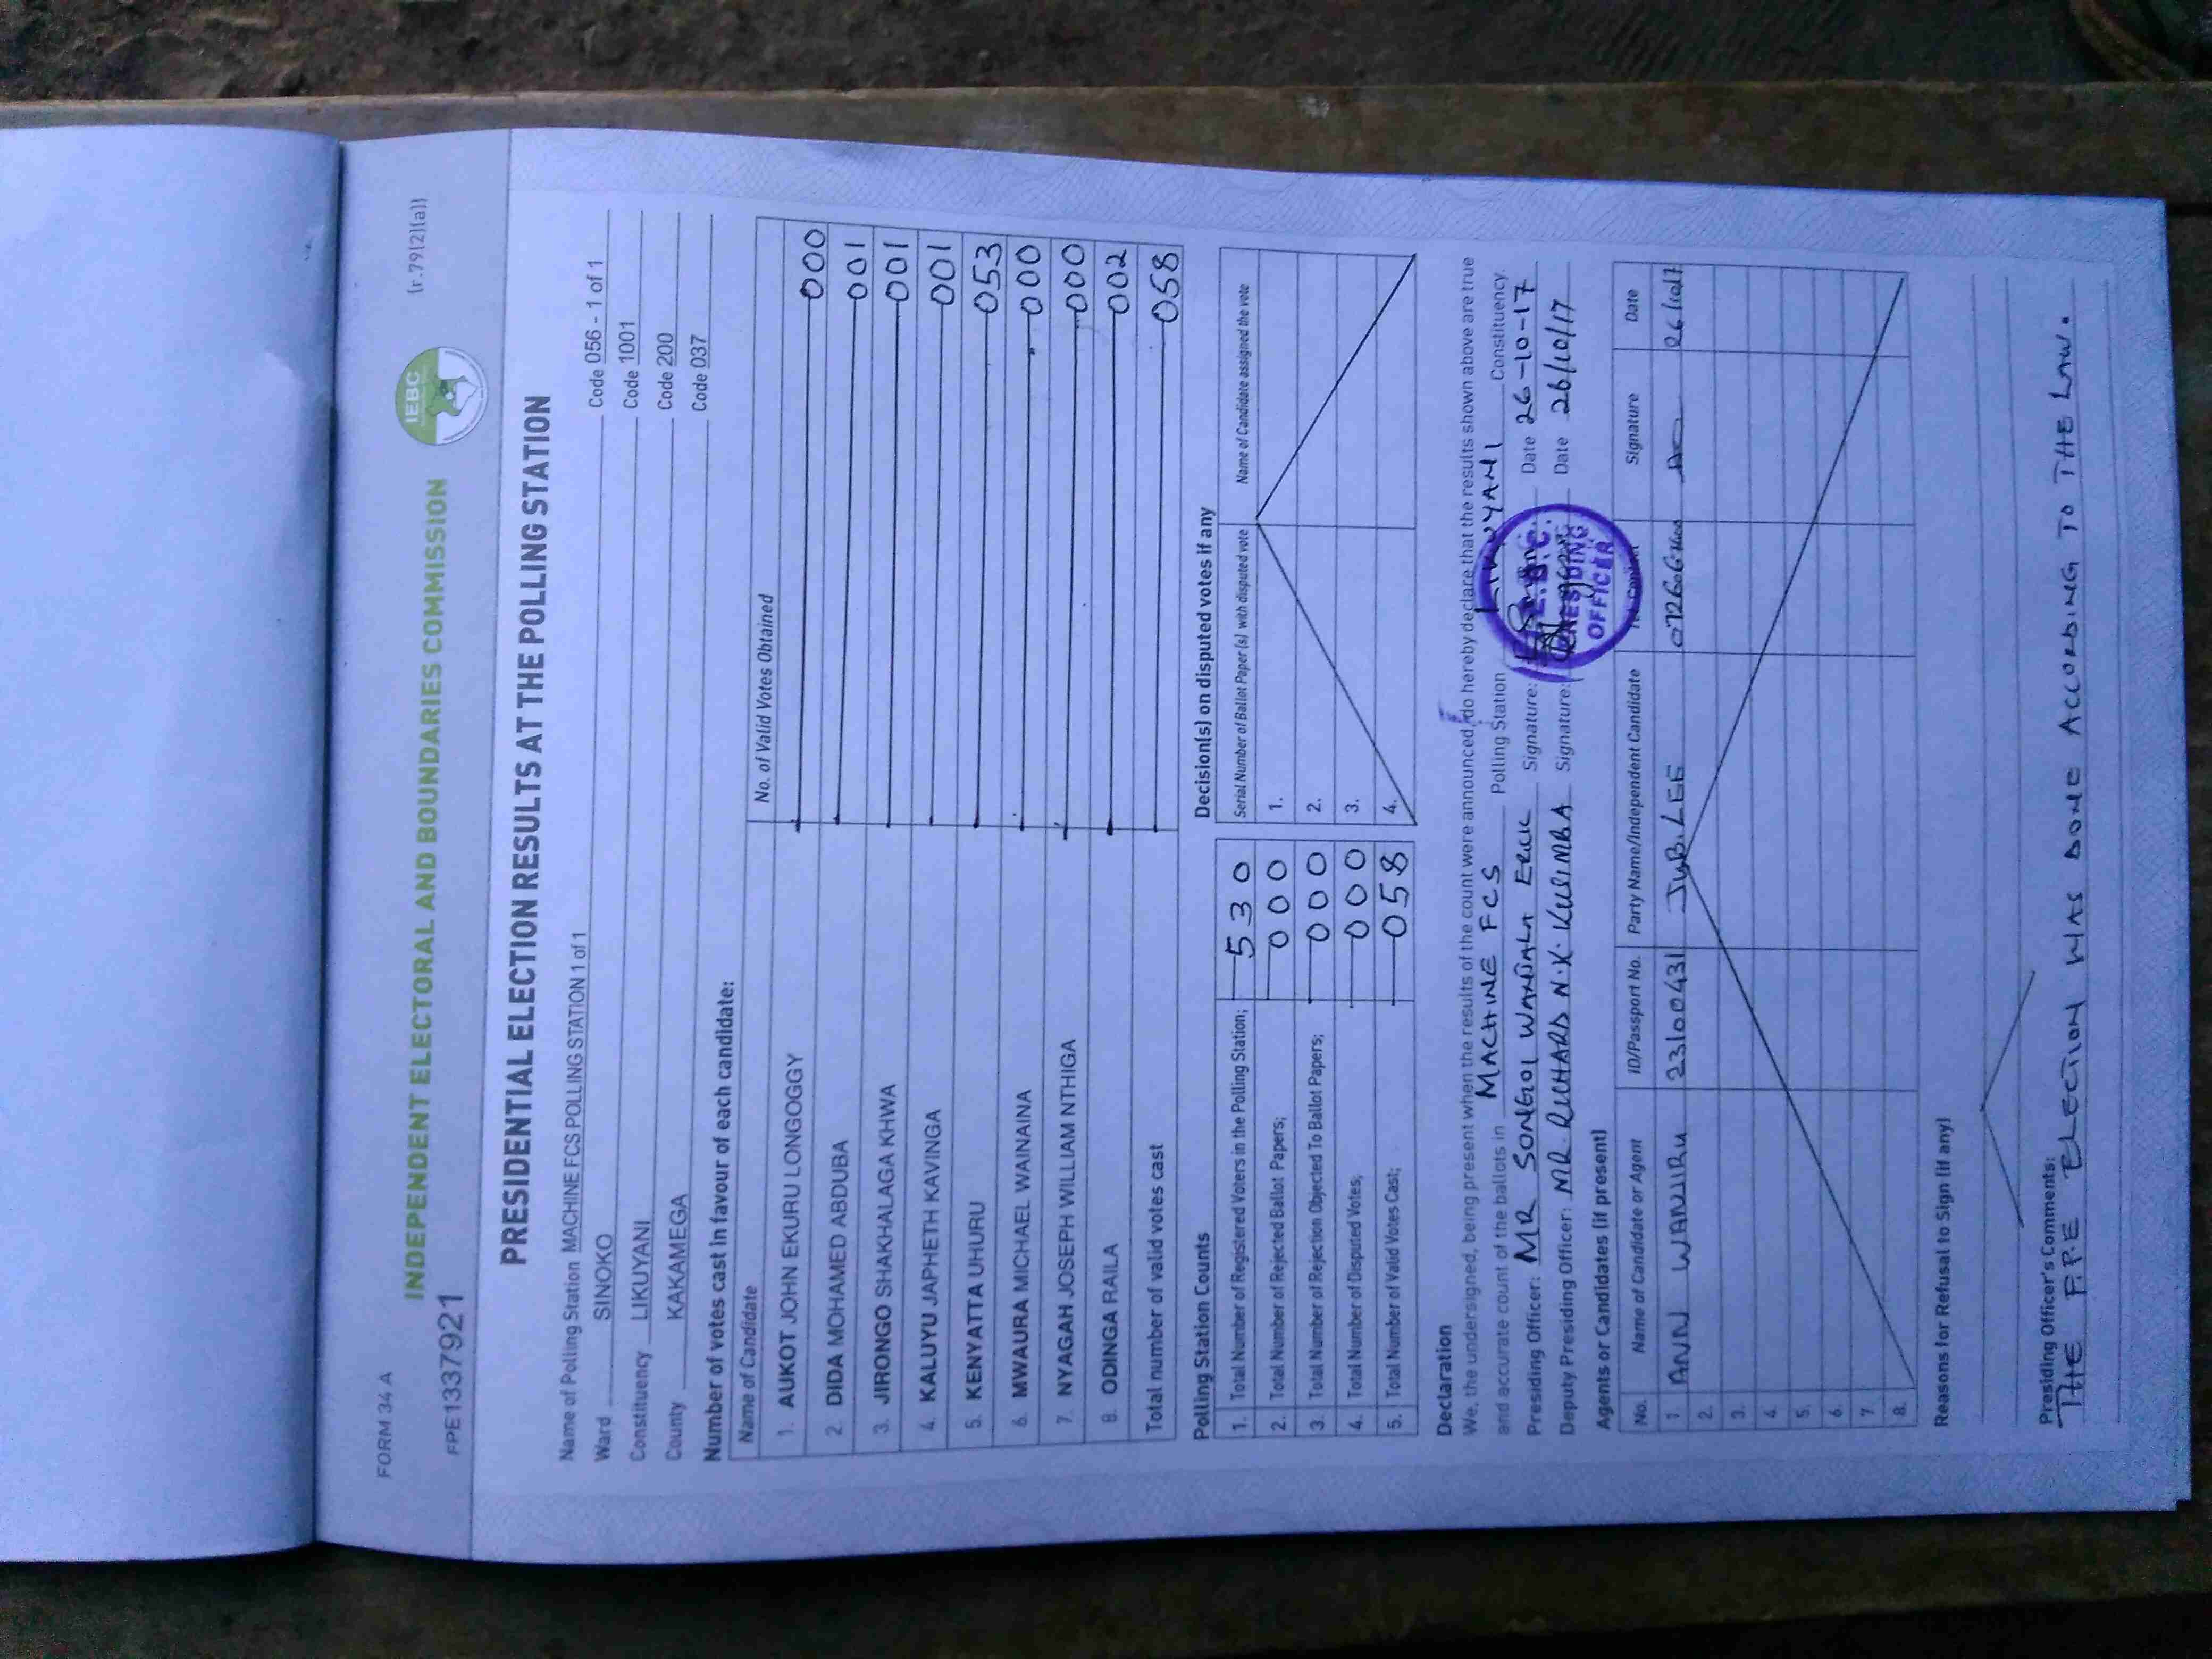 FORM 34 A
(r.79(2)(a))
INDEPENDENT ELECTORAL AND BOUNDARIES COMMISSION
IEBC
FPE1337921
PRESIDENTIAL ELECTION RESULTS AT THE POLLING STATION
Name of Polling Station MACHINE FCS POLLING STATION 1 of 1 Code 056 - 1 of 1
Ward SINOKO Code 1001
Constituency LIKUYANI Code 200
County KAKAMEGA Code 037
Number of votes cast in favour of each candidate:
Name of Candidate No. of Valid Votes Obtained
1. AUKOT JOHN EKURU LONGOGGY 000
2. DIDA MOHAMED ABDUBA 001
3. JIRONGO SHAKHALAGA KHWA 001
4. KALUYU JAPHETH KAVINGA 001
5. KENYATTA UHURU 053
6. MWAURA MICHAEL WAINAINA 000
7. NYAGAH JOSEPH WILLIAM NTHIGA 000
8. ODINGA RAILA 002
Total number of valid votes cast 058
Polling Station Counts
1. Total Number of Registered Voters in the Polling Station; 530
2. Total Number of Rejected Ballot Papers; 000
3. Total Number of Rejection Objected To Ballot Papers; 000
4. Total Number of Disputed Votes; 000
5. Total Number of Valid Votes Cast; 058
Decision(s) on disputed votes if any
Serial Number of Ballot Paper (s) with disputed vote Name of Candidate assigned the vote
1.
2.
3.
4.
Declaration
We, the undersigned, being present when the results of the count were announced, do hereby declare that the results shown above are true
and accurate count of the ballots in MACHINE FCS Polling Station LIKUYANI Constituency.
Presiding Officer: MR SONGOI WANJALA ERICK Signature: Date 26-10-17
Deputy Presiding Officer: MR. RICHARD N.K. KULIMBA Signature: Date 26/10/17
PRESIDING
OFFICER
Agents or Candidates (if present)
No. Name of Candidate or Agent ID/Passport No. Party Name/Independent Candidate Signature Date
1. ANN WANJIRU 23160431 JUBILEE 26/10/17
2.
3.
4.
5.
6.
7.
8.
Reasons for Refusal to Sign (if any)
Presiding Officer's Comments:
THE F.P.E ELECTION WAS DONE ACCORDING TO THE LAW.